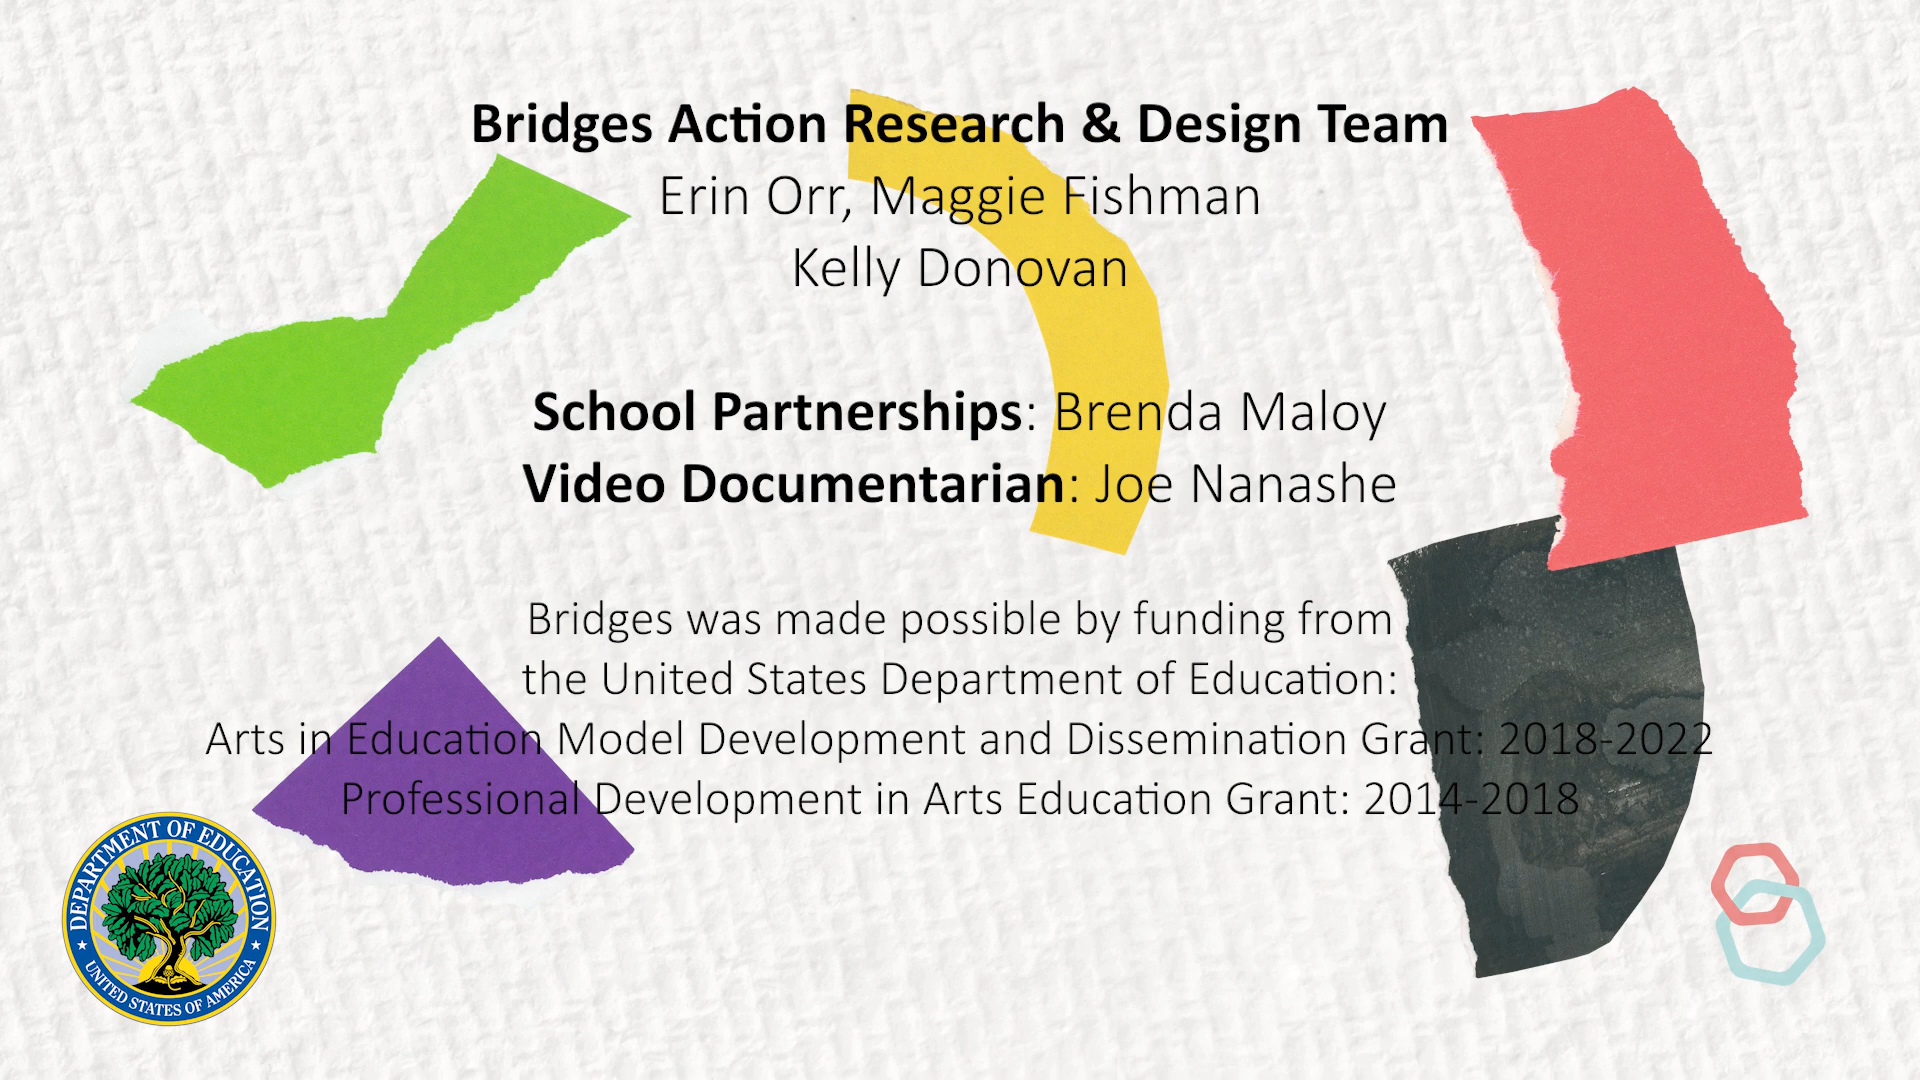 Bridges Action Research & Design Team
Erin Orr, Maggie Fishman
Kelly Donovan
School Partnerships: Brenda Maloy
Video Documentarian: Joe Nanashe
Bridges was made possible by funding from
the United States Department of Education:
Arts in Education Model Development and Dissemination Grant: 2018-2022
Professional Development in Arts Education Grant: 2014-2018
DEPARTMENT OF EDUCATION
UNITED STATES OF AMERICA